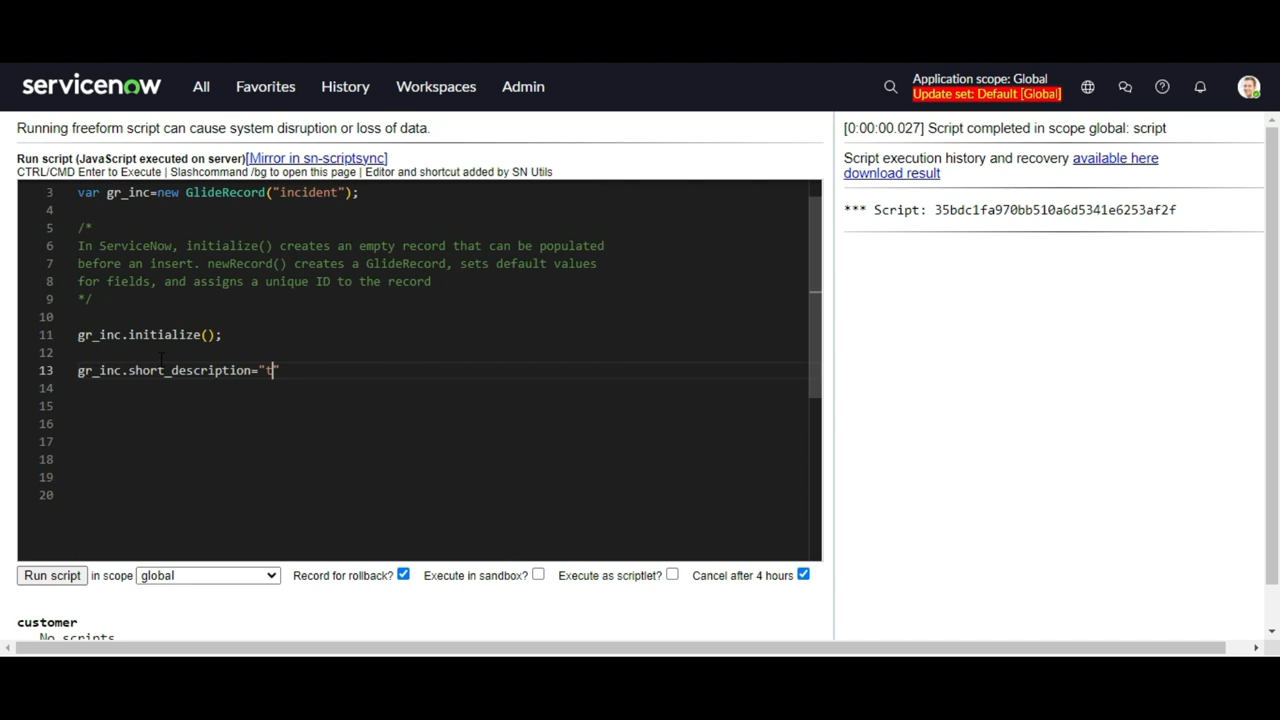 servicenow All Favorites History Workspaces Admin Application scope: Global
Update set: Default [Global]
Running freeform script can cause system disruption or loss of data.
Run script (JavaScript executed on server)[Mirror in sn-scriptsync]
CTRL/CMD Enter to Execute | Slashcommand /bg to open this page | Editor and shortcut added by SN Utils
3 var gr_inc=new GlideRecord("incident");
4
5 /*
6 In ServiceNow, initialize() creates an empty record that can be populated
7 before an insert. newRecord() creates a GlideRecord, sets default values
8 for fields, and assigns a unique ID to the record
9 */
10
11 gr_inc.initialize();
12
13 gr_inc.short_description="t"
14
15
16
17
18
19
20
Run script in scope global Record for rollback? Execute in sandbox? Execute as scriptlet? Cancel after 4 hours
customer
No scripts
[0:00:00.027] Script completed in scope global: script
Script execution history and recovery available here
download result
*** Script: 35bdc1fa970bb510a6d5341e6253af2f